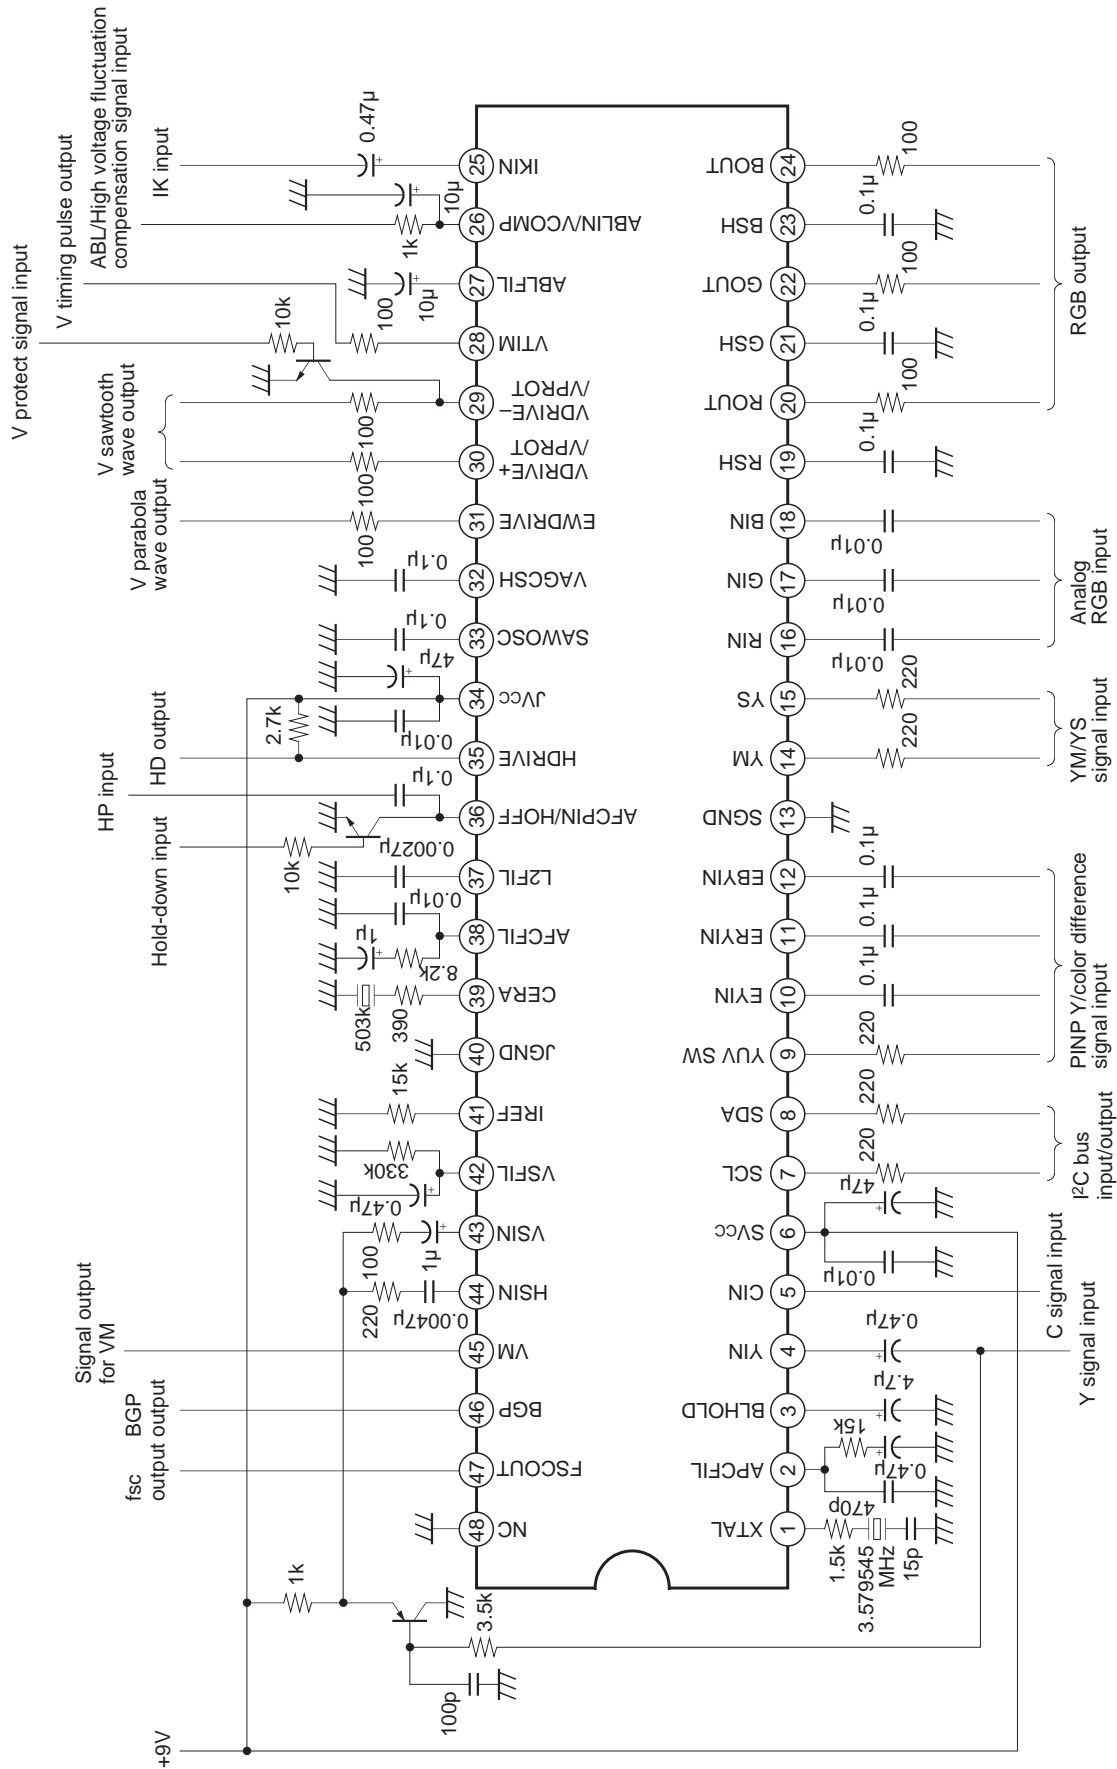 V protect signal input
V timing pulse output
ABL/High voltage fluctuation
compensation signal input
IK input
V sawtooth
wave output
V parabola
wave output
HD output
HP input
Hold-down input
Signal output
for VM
BGP
output
fsc
output
+9V
0.47µ
10µ
1k
10µ
100
10k
100
100
100
0.1µ
0.1µ
47µ
0.01µ
2.7k
0.1µ
10k
0.0027µ
0.01µ
1µ
8.2k
503k
390
15k
330k
0.47µ
100
1µ
220
0.0047µ
1k
3.5k
100p
25 IKIN
26 ABLIN/VCOMP
27 ABLFIL
28 VTIM
29 VDRIVE–
/VPROT
30 VDRIVE+
/VPROT
31 EWDRIVE
32 VAGCSH
33 SAWOSC
34 JVCC
35 HDRIVE
36 AFCPIN/HOFF
37 L2FIL
38 AFCFIL
39 CERA
40 JGND
41 IREF
42 VSFIL
43 VSIN
44 HSIN
45 VM
46 BGP
47 FSCOUT
48 NC
BOUT 24
BSH 23
GOUT 22
GSH 21
ROUT 20
RSH 19
BIN 18
GIN 17
RIN 16
YS 15
YM 14
SGND 13
EBYIN 12
ERYIN 11
EYIN 10
YUV SW 9
SDA 8
SCL 7
SVCC 6
CIN 5
YIN 4
BLHOLD 3
APCFIL 2
XTAL 1
100
0.1µ
100
0.1µ
100
0.1µ
0.01µ
0.01µ
0.01µ
220
220
0.1µ
0.1µ
0.1µ
220
220
220
47µ
0.01µ
0.47µ
4.7µ
15k
0.47µ
470p
1.5k
3.579545
MHz
15p
RGB output
Analog
RGB input
YM/YS
signal input
PINP Y/color difference
signal input
I2C bus
input/output
C signal input
Y signal input